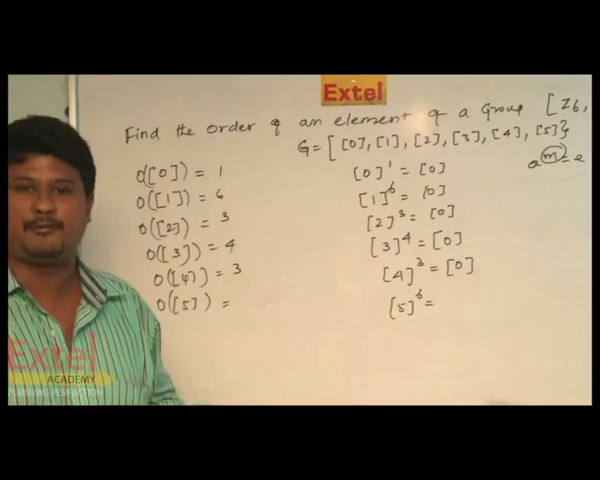 Extel
Find the order of an element of a Group [Z6,
G = [ [0], [1], [2], [3], [4], [5]}
a^m = e
O([0]) = 1
[0]^1 = [0]
O([1]) = 6
[1]^6 = [0]
O([2]) = 3
[2]^3 = [0]
O([3]) = 4
[3]^4 = [0]
O([4]) = 3
[4]^3 = [0]
O([5]) =
[5]^6 =
Extel
ACADEMY
PURSUING PERFECTION